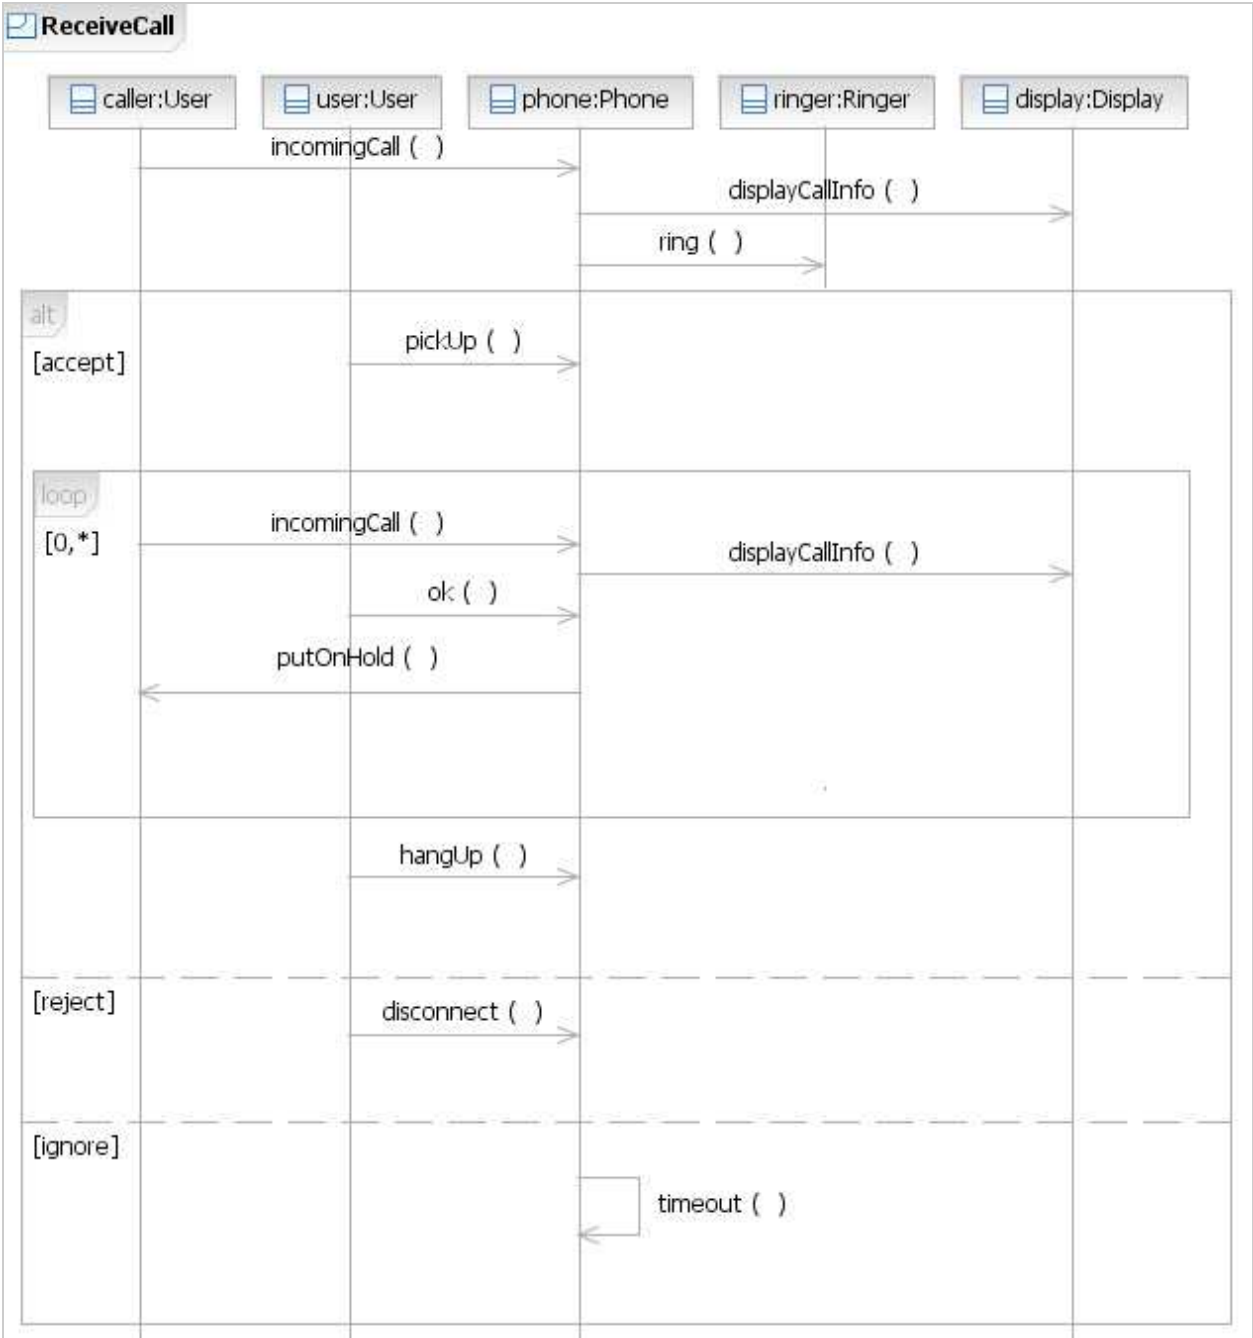 ReceiveCall
caller:User
user:User
phone:Phone
ringer:Ringer
display:Display
incomingCall ( )
displayCallInfo ( )
ring ( )
alt
[accept]
pickUp ( )
loop
[0,*]
incomingCall ( )
displayCallInfo ( )
ok ( )
putOnHold ( )
hangUp ( )
[reject]
disconnect ( )
[ignore]
timeout ( )